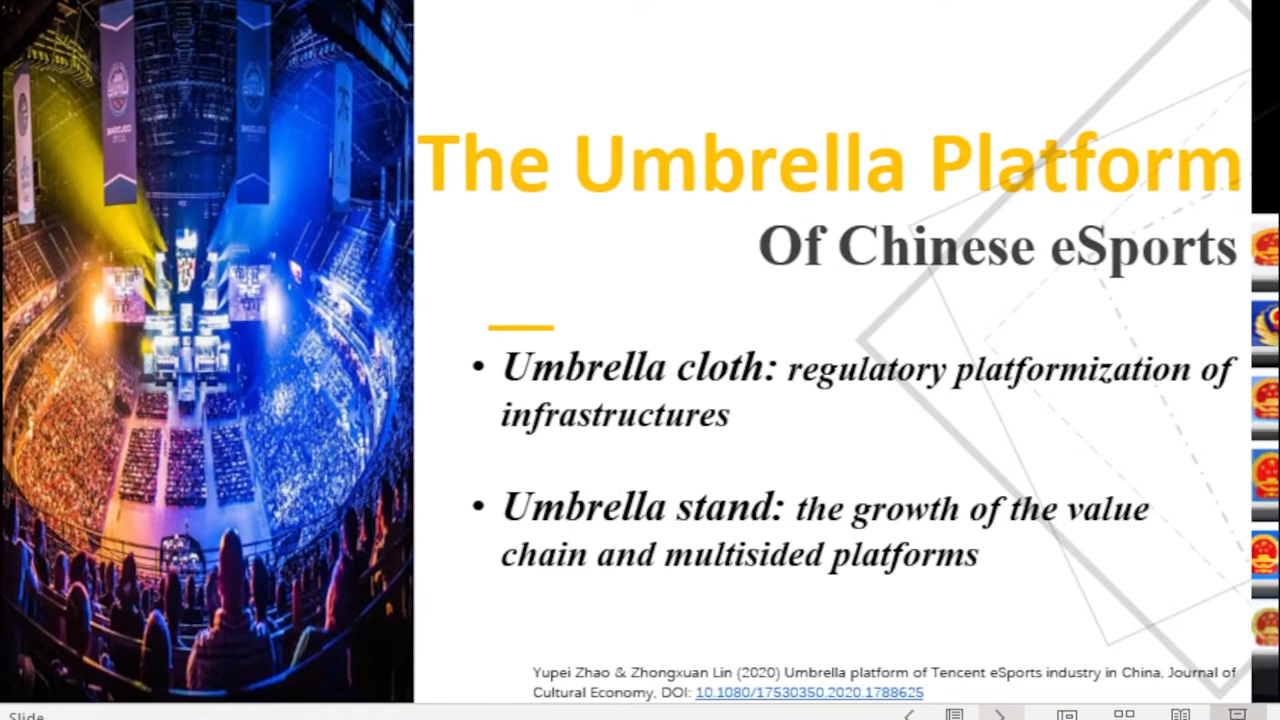 The Umbrella Platform
Of Chinese eSports
• Umbrella cloth: regulatory platformization of
infrastructures
• Umbrella stand: the growth of the value
chain and multisided platforms
Yupei Zhao & Zhongxuan Lin (2020) Umbrella platform of Tencent eSports industry in China, Journal of
Cultural Economy, DOI: 10.1080/17530350.2020.1788625
Slide